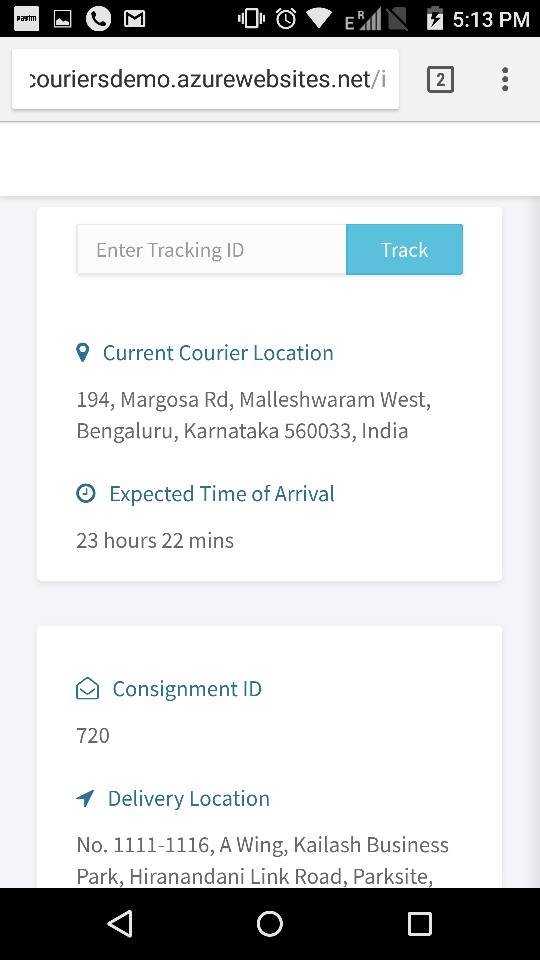 paytm
E R 5:13 PM
couriersdemo.azurewebsites.net/i
2
Enter Tracking ID
Track
Current Courier Location
194, Margosa Rd, Malleshwaram West,
Bengaluru, Karnataka 560033, India
Expected Time of Arrival
23 hours 22 mins
Consignment ID
720
Delivery Location
No. 1111-1116, A Wing, Kailash Business
Park, Hiranandani Link Road, Parksite,